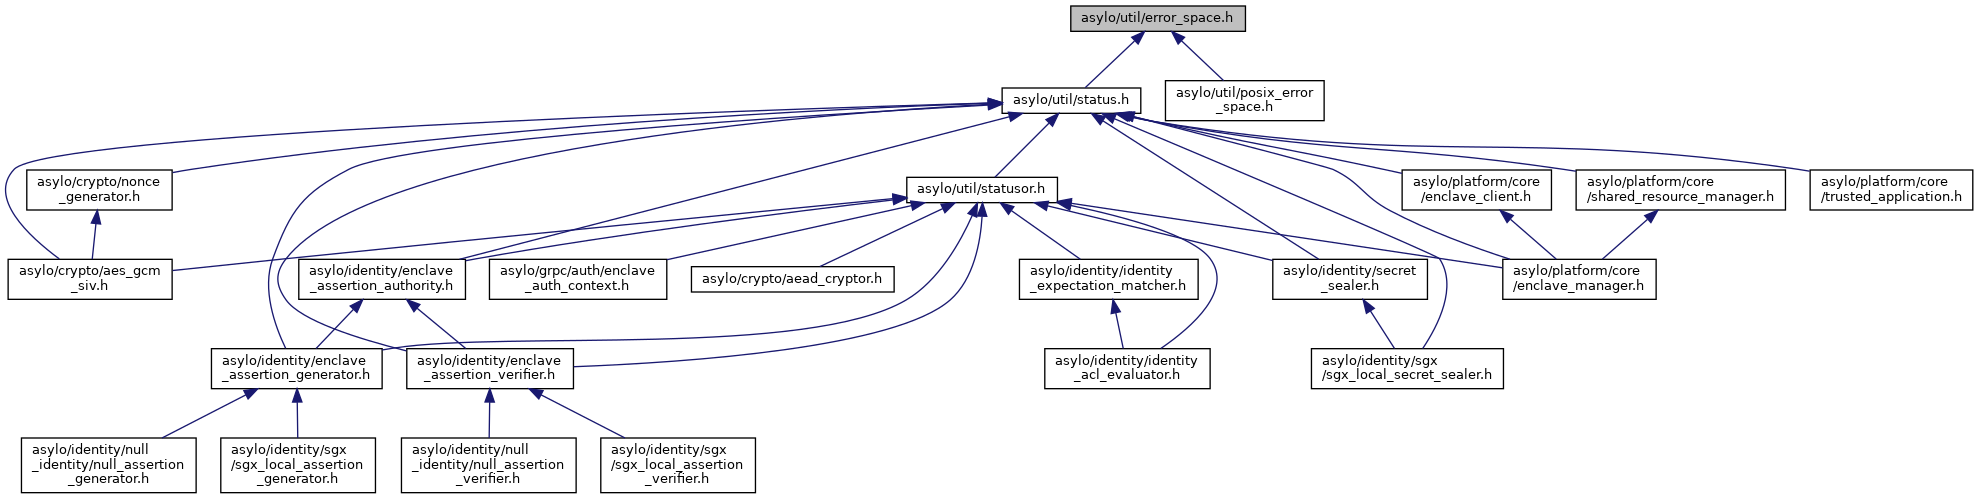 asylo/util/error_space.h
asylo/util/status.h
asylo/util/posix_error
_space.h
asylo/crypto/nonce
_generator.h
asylo/util/statusor.h
asylo/platform/core
/enclave_client.h
asylo/platform/core
/shared_resource_manager.h
asylo/platform/core
/trusted_application.h
asylo/crypto/aes_gcm
_siv.h
asylo/identity/enclave
_assertion_authority.h
asylo/grpc/auth/enclave
_auth_context.h
asylo/crypto/aead_cryptor.h
asylo/identity/identity
_expectation_matcher.h
asylo/identity/secret
_sealer.h
asylo/platform/core
/enclave_manager.h
asylo/identity/enclave
_assertion_generator.h
asylo/identity/enclave
_assertion_verifier.h
asylo/identity/identity
_acl_evaluator.h
asylo/identity/sgx
/sgx_local_secret_sealer.h
asylo/identity/null
_identity/null_assertion
_generator.h
asylo/identity/sgx
/sgx_local_assertion
_generator.h
asylo/identity/null
_identity/null_assertion
_verifier.h
asylo/identity/sgx
/sgx_local_assertion
_verifier.h